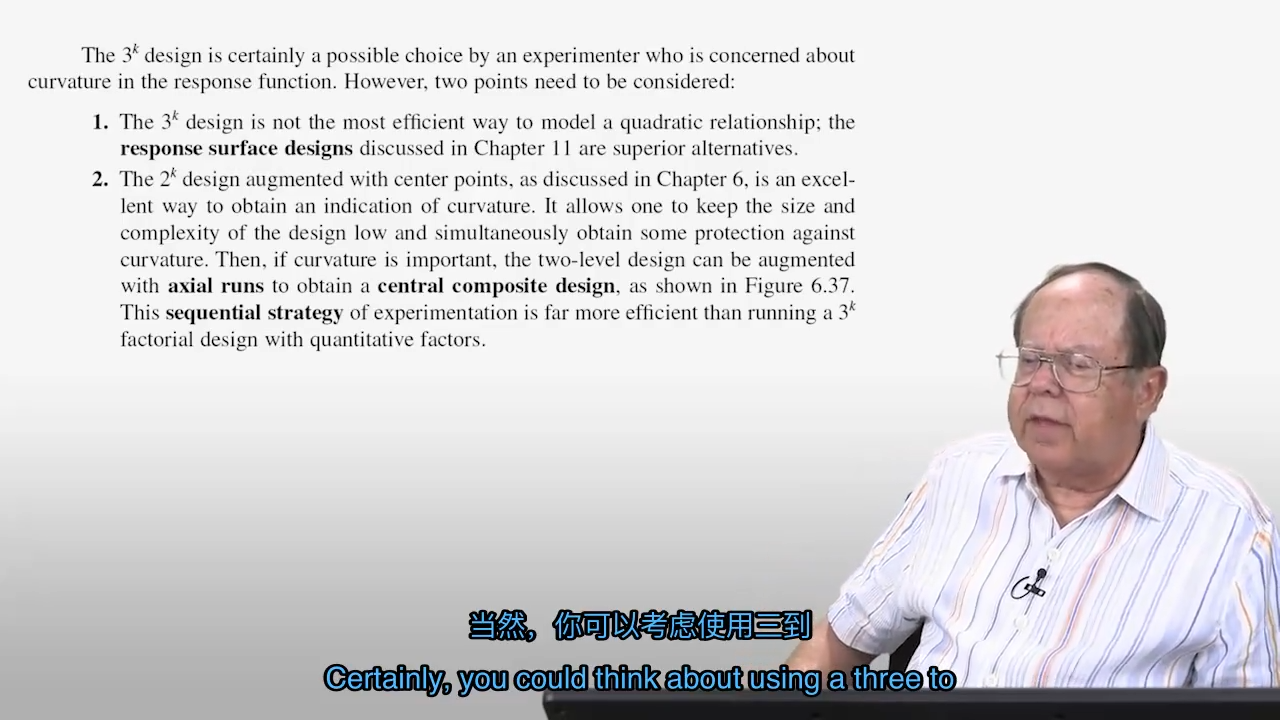 The 3^k design is certainly a possible choice by an experimenter who is concerned about
curvature in the response function. However, two points need to be considered:
1. The 3^k design is not the most efficient way to model a quadratic relationship; the
response surface designs discussed in Chapter 11 are superior alternatives.
2. The 2^k design augmented with center points, as discussed in Chapter 6, is an excel-
lent way to obtain an indication of curvature. It allows one to keep the size and
complexity of the design low and simultaneously obtain some protection against
curvature. Then, if curvature is important, the two-level design can be augmented
with axial runs to obtain a central composite design, as shown in Figure 6.37.
This sequential strategy of experimentation is far more efficient than running a 3^k
factorial design with quantitative factors.
当然，你可以考虑使用三到
Certainly, you could think about using a three to